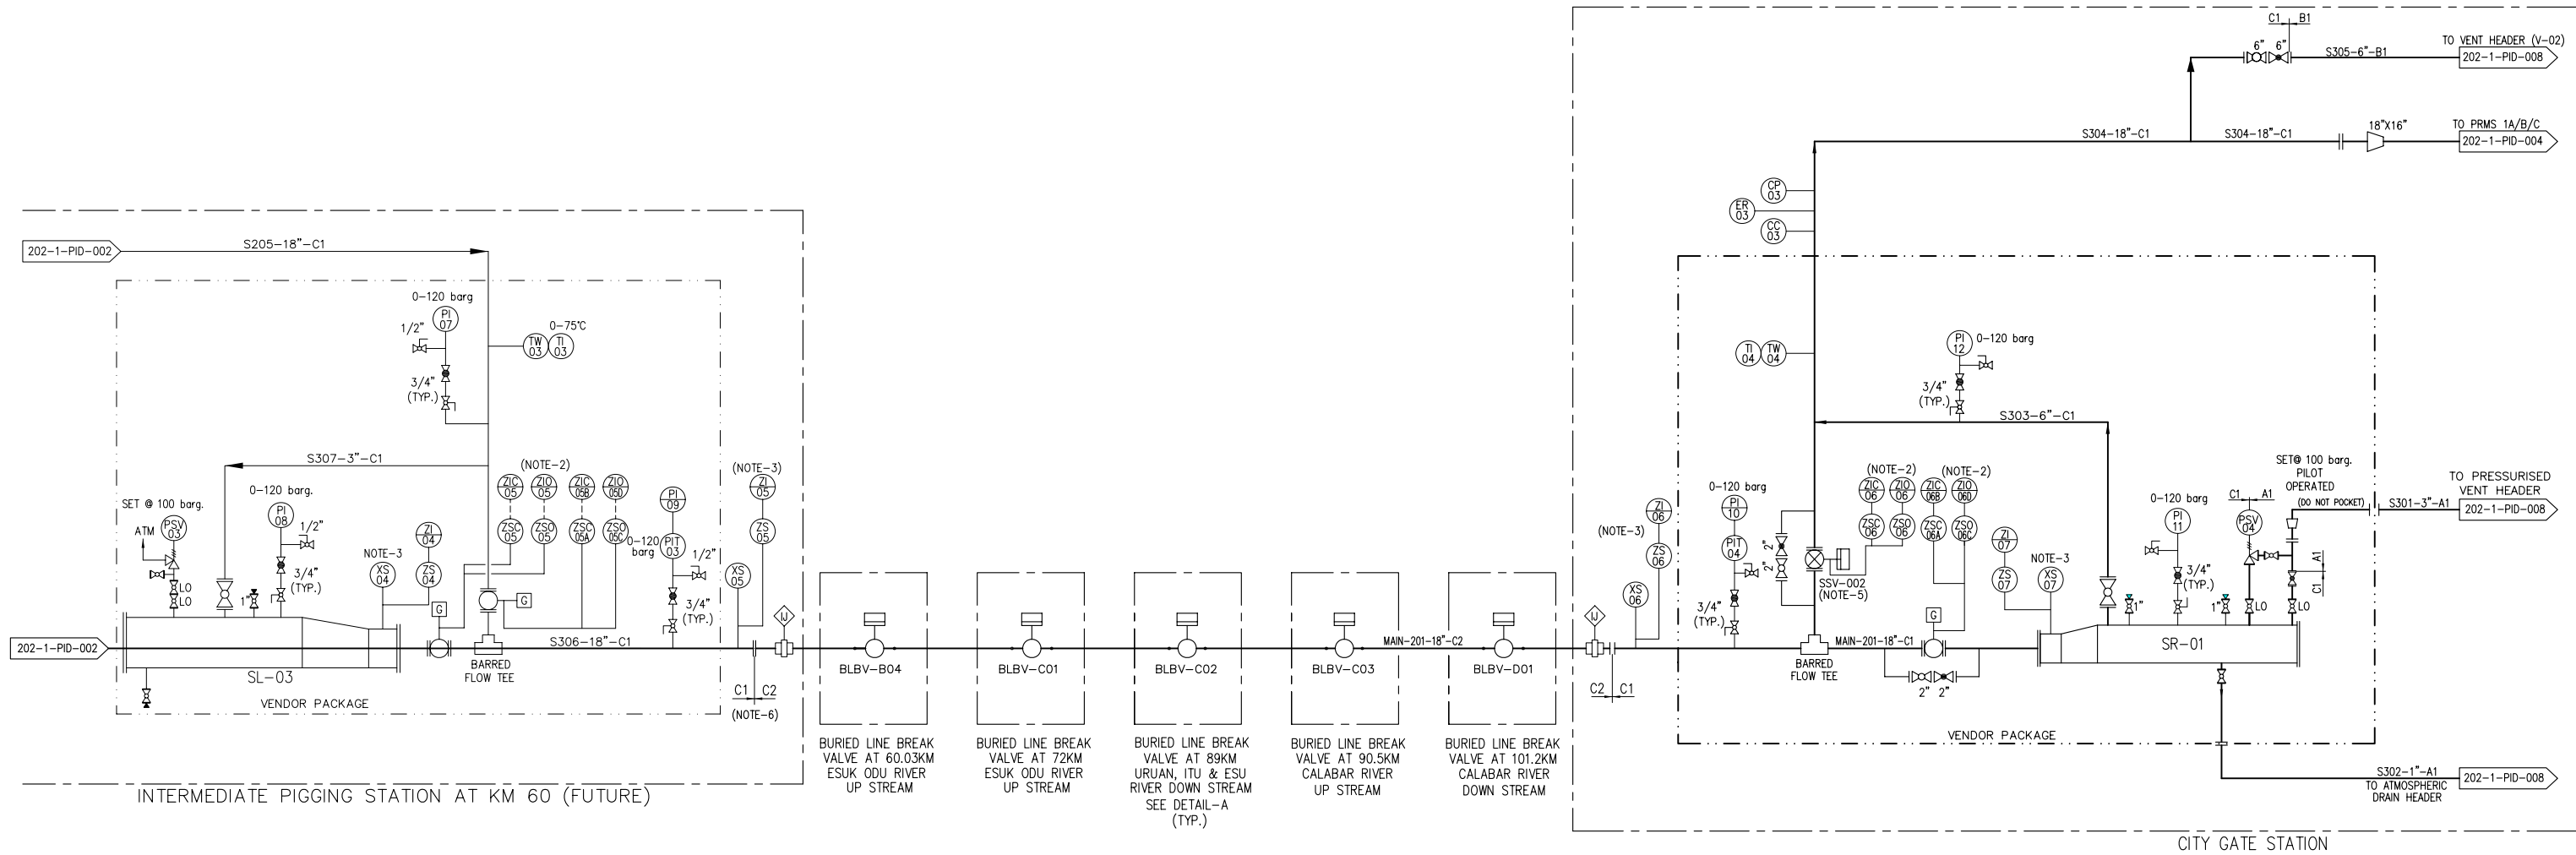 202-1-PID-002
S205-18"-C1
0-120 barg
PI
07
1/2"
3/4"
(TYP.)
0-75°C
TW
03
TI
03
S307-3"-C1
SET @ 100 barg.
ATM
PSV
03
LO
LO
1"
0-120 barg.
PI
08
1/2"
3/4"
(TYP.)
NOTE-3
XS
04
ZI
04
ZS
04
G
(NOTE-2)
ZIC
05
ZIO
05
ZIC
05B
ZIO
05D
ZSC
05
ZSO
05
ZSC
05A
ZSO
05C
G
PI
09
0-120
barg
PIT
03
1/2"
3/4"
(TYP.)
(NOTE-3)
ZI
05
ZS
05
XS
05
IJ
202-1-PID-002
SL-03
BARRED
FLOW TEE
S306-18"-C1
VENDOR PACKAGE
C1
C2
(NOTE-6)
INTERMEDIATE PIGGING STATION AT KM 60 (FUTURE)
BLBV-B04
BURIED LINE BREAK
VALVE AT 60.03KM
ESUK ODU RIVER
UP STREAM
BLBV-C01
BURIED LINE BREAK
VALVE AT 72KM
ESUK ODU RIVER
UP STREAM
BLBV-C02
BURIED LINE BREAK
VALVE AT 89KM
URUAN, ITU & ESU
RIVER DOWN STREAM
SEE DETAIL-A
(TYP.)
BLBV-C03
BURIED LINE BREAK
VALVE AT 90.5KM
CALABAR RIVER
UP STREAM
MAIN-201-18"-C2
BLBV-D01
BURIED LINE BREAK
VALVE AT 101.2KM
CALABAR RIVER
DOWN STREAM
IJ
C2
C1
C1
B1
6"
6"
S305-6"-B1
TO VENT HEADER (V-02)
202-1-PID-008
S304-18"-C1
S304-18"-C1
18"X16"
TO PRMS 1A/B/C
202-1-PID-004
CP
03
ER
03
CC
03
TI
04
TW
04
PI
12
0-120 barg
3/4"
(TYP.)
S303-6"-C1
(NOTE-3)
ZI
06
ZS
06
XS
06
0-120 barg
PI
10
PIT
04
3/4"
(TYP.)
2"
2"
SSV-002
(NOTE-5)
(NOTE-2)
(NOTE-2)
ZIC
06
ZIO
06
ZIC
06B
ZIO
06D
ZSC
06
ZSO
06
ZSC
06A
ZSO
06C
G
ZI
07
ZS
07
NOTE-3
XS
07
1"
0-120 barg
PI
11
3/4"
(TYP.)
1"
C1
A1
PSV
04
LO
LO
SET@ 100 barg.
PILOT
OPERATED
(DO NOT POCKET)
A1
C1
S301-3"-A1
TO PRESSURISED
VENT HEADER
202-1-PID-008
BARRED
FLOW TEE
MAIN-201-18"-C1
2"
2"
SR-01
VENDOR PACKAGE
S302-1"-A1
TO ATMOSPHERIC
DRAIN HEADER
202-1-PID-008
CITY GATE STATION